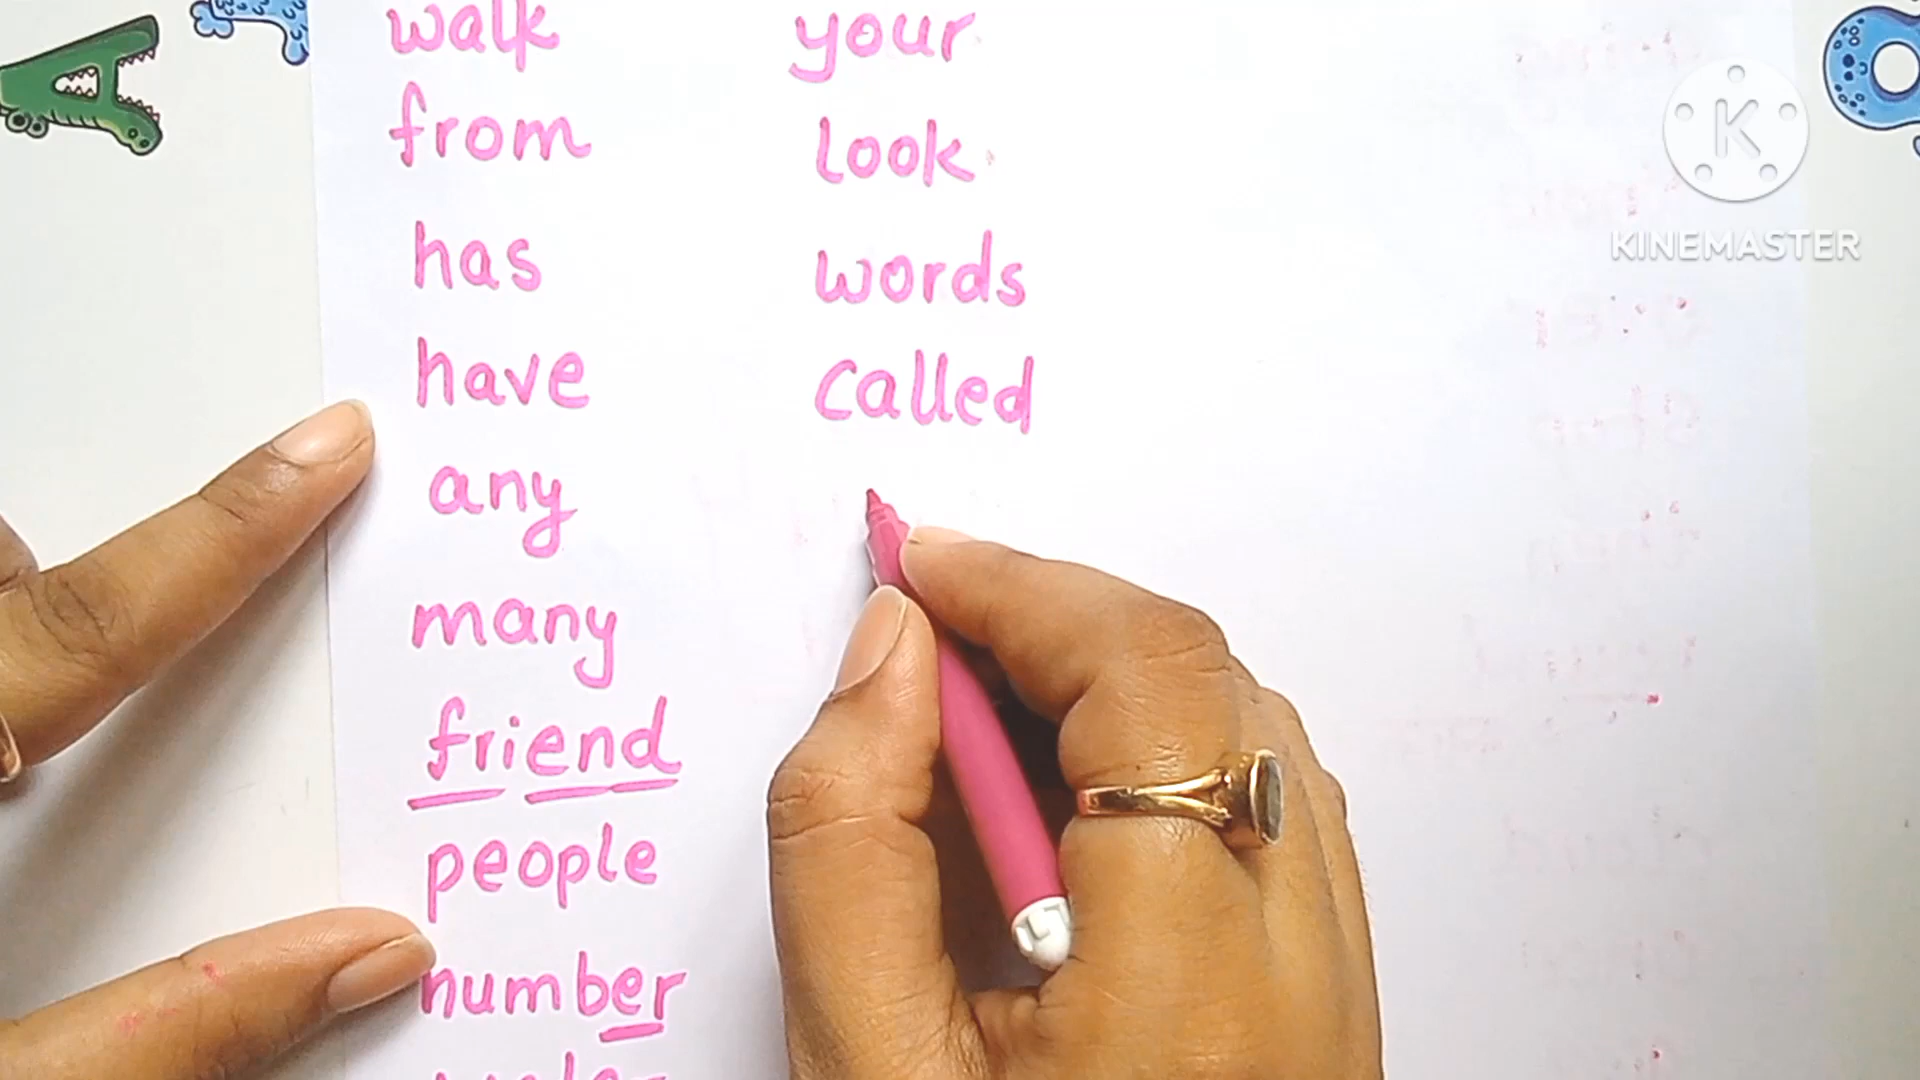 walk
from
has
have
any
many
friend
people
number
your
look
words
called
K
KINEMASTER